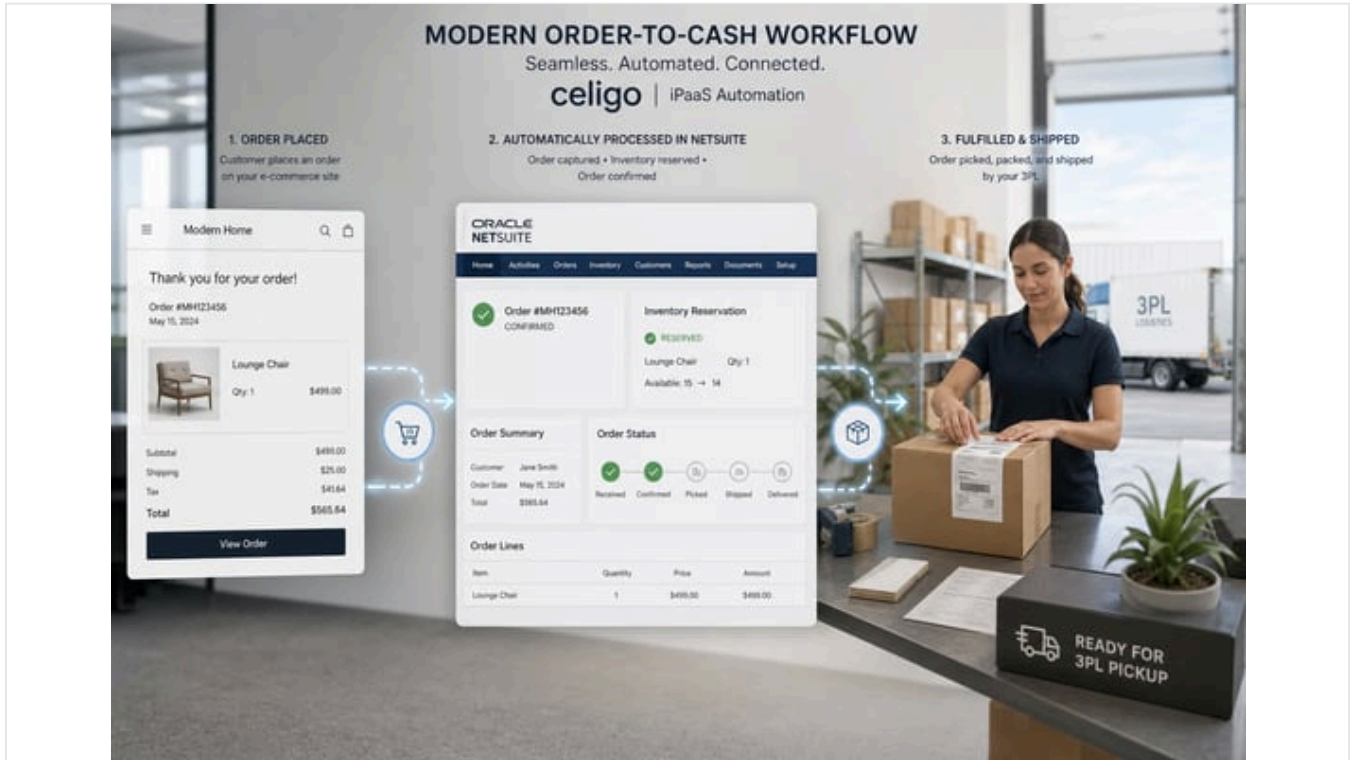 MODERN ORDER-TO-CASH WORKFLOW
Seamless. Automated. Connected.
celigo | iPaaS Automation
1. ORDER PLACED
Customer places an order
on your e-commerce site
2. AUTOMATICALLY PROCESSED IN NETSUITE
Order captured • Inventory reserved •
Order confirmed
3. FULFILLED & SHIPPED
Order picked, packed, and shipped
by your 3PL
Modern Home
Thank you for your order!
Order #MH123456
May 15, 2024
Lounge Chair
Qty: 1 $499.00
Subtotal $499.00
Shipping $25.00
Tax $41.64
Total $565.64
View Order
ORACLE
NETSUITE
Home Activities Orders Inventory Customers Reports Documents Setup
Order #MH123456
CONFIRMED
Inventory Reservation
RESERVED
Lounge Chair Qty: 1
Available: 15 → 14
Order Summary
Customer Jane Smith
Order Date May 15, 2024
Total $565.64
Order Status
Received Confirmed Picked Shipped Delivered
Order Lines
Item Quantity Price Amount
Lounge Chair 1 $499.00 $499.00
3PL
LOGISTICS
READY FOR
3PL PICKUP